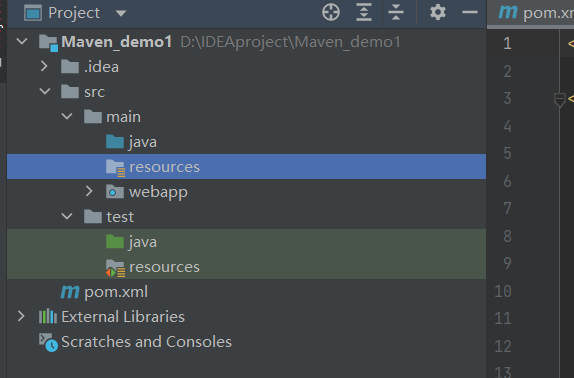 Project
pom.xm
Maven_demo1 D:\IDEAproject\Maven_demo1
.idea
src
main
java
resources
webapp
test
java
resources
pom.xml
External Libraries
Scratches and Consoles
1 <
2
3 <
4
5
6
7
8
9
10
11
12
13